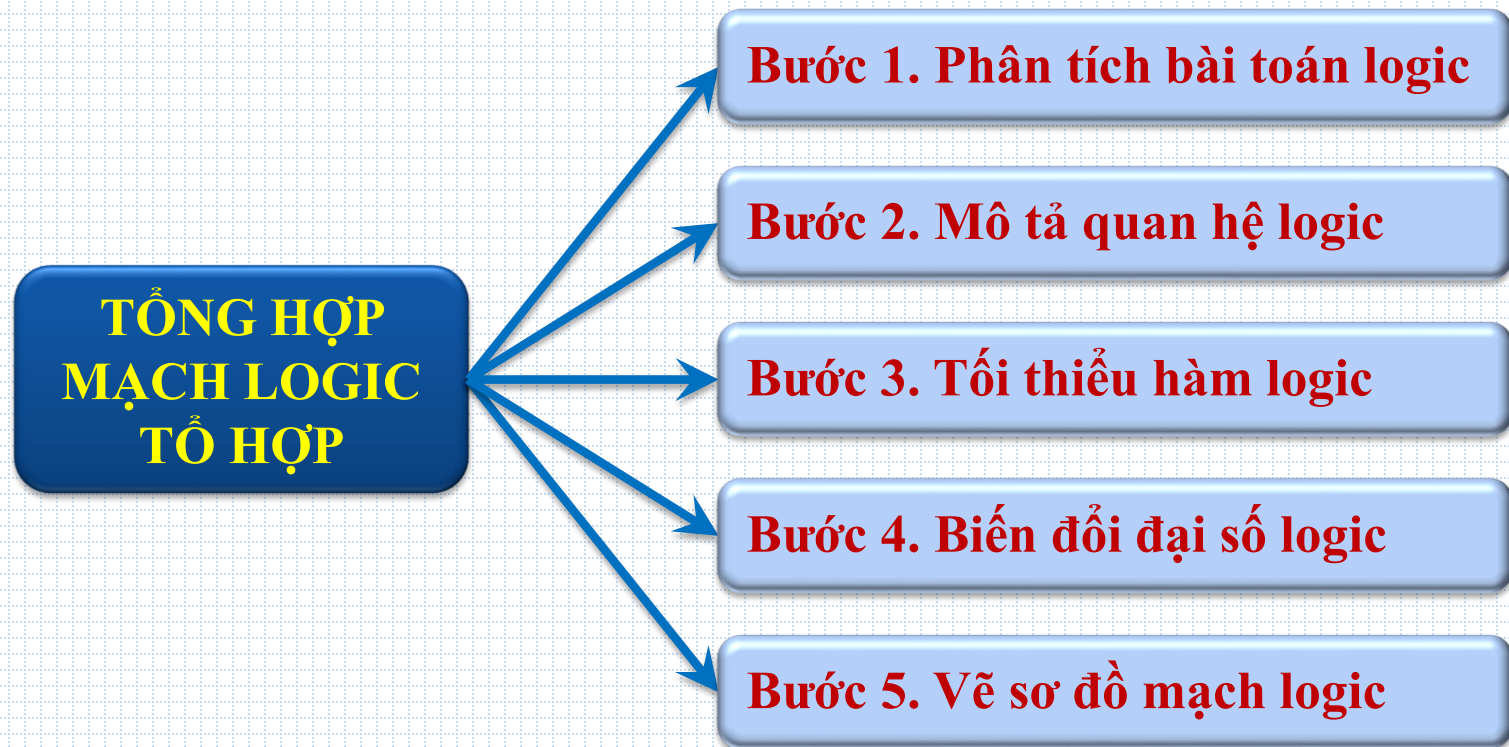 TỔNG HỢP
MẠCH LOGIC
TỔ HỢP
Bước 1. Phân tích bài toán logic
Bước 2. Mô tả quan hệ logic
Bước 3. Tối thiểu hàm logic
Bước 4. Biến đổi đại số logic
Bước 5. Vẽ sơ đồ mạch logic